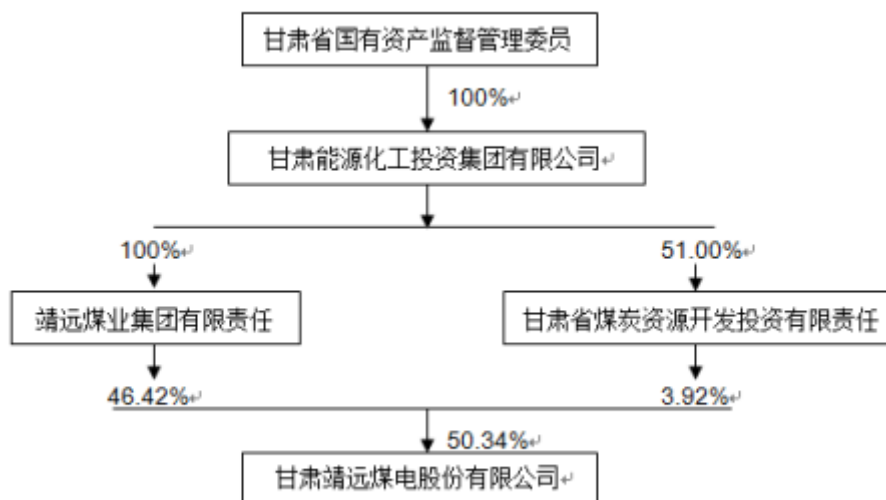 甘肃省国有资产监督管理委员
100%
甘肃能源化工投资集团有限公司
100%
51.00%
靖远煤业集团有限责任
甘肃省煤炭资源开发投资有限责任
46.42%
3.92%
50.34%
甘肃靖远煤电股份有限公司